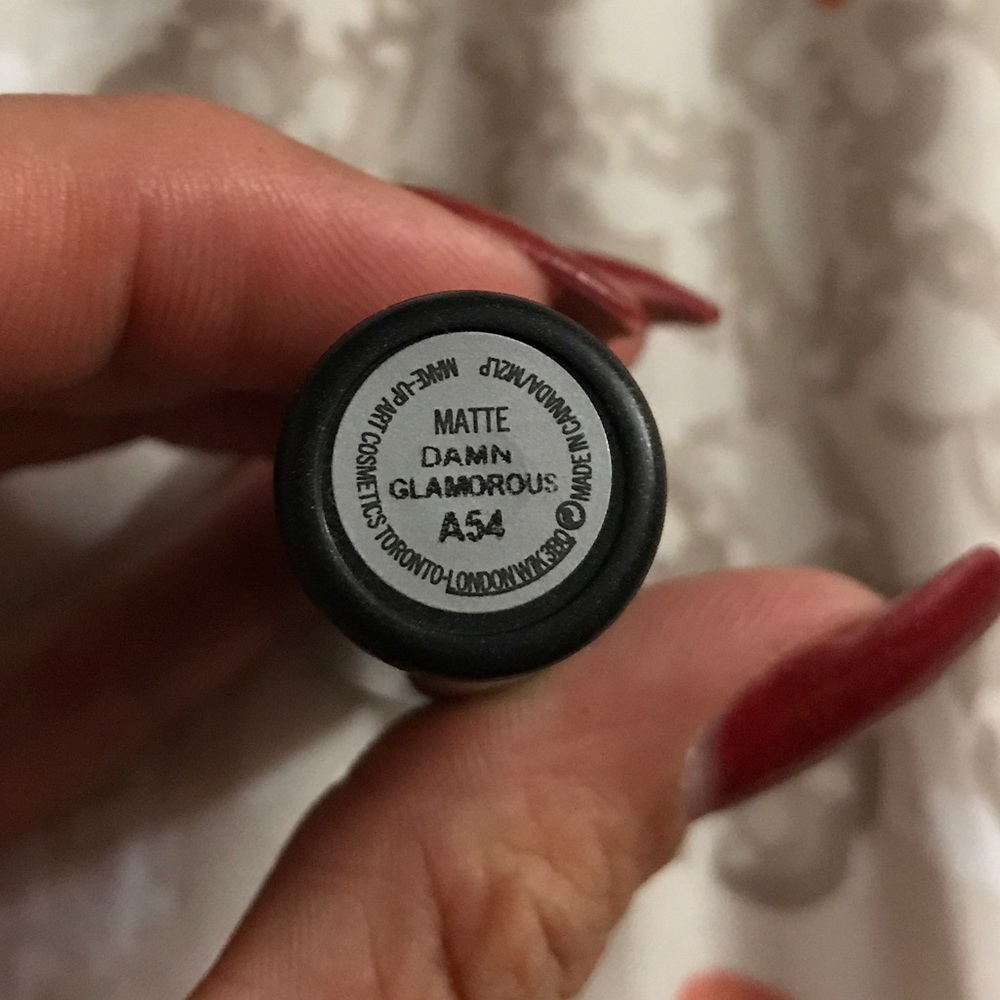 MATTE
DAMN
GLAMOROUS
A54
MAKE-UP ART COSMETICS TORONTO-LONDON W1K 3BQ
MADE IN CANADA/M2LP